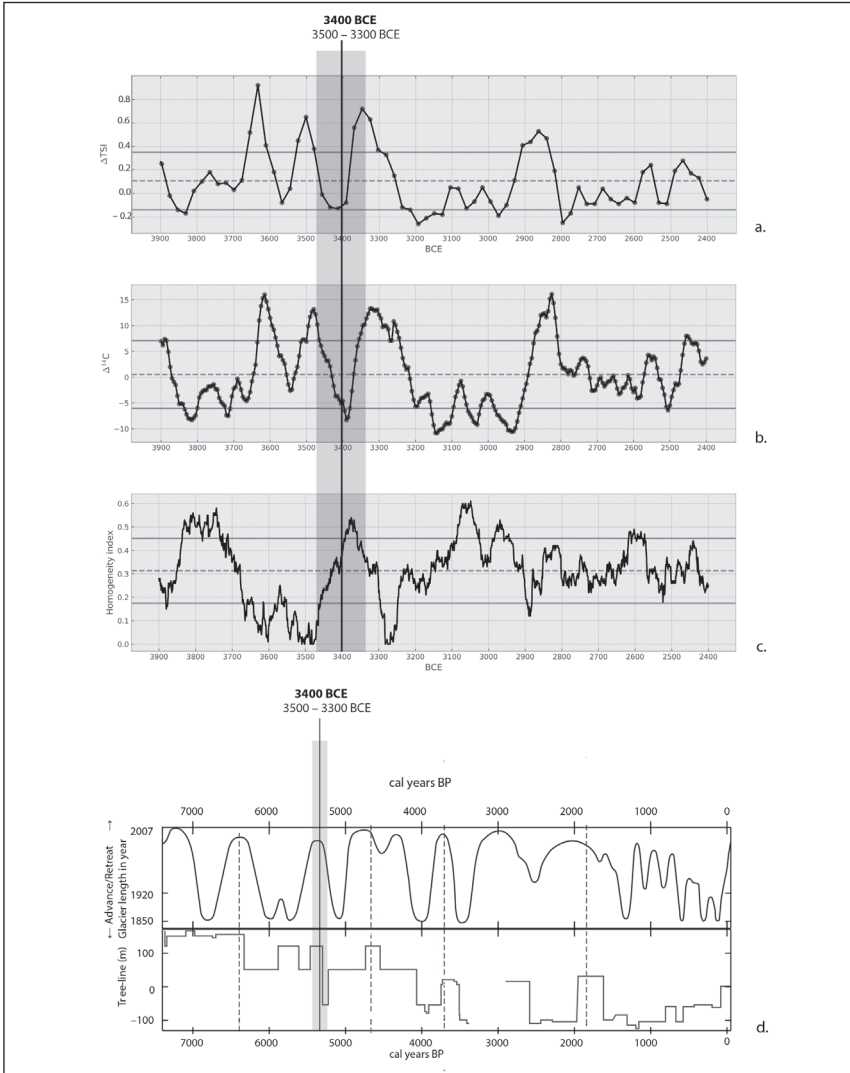 3400 BCE
3500 – 3300 BCE
ΔTSI
0.8
0.6
0.4
0.2
0.0
−0.2
3900 3800 3700 3600 3500 3400 3300 3200 3100 3000 2900 2800 2700 2600 2500 2400
BCE
a.
Δ¹⁴C
15
10
5
0
−5
−10
3900 3800 3700 3600 3500 3400 3300 3200 3100 3000 2900 2800 2700 2600 2500 2400
b.
Homogeneity index
0.6
0.5
0.4
0.3
0.2
0.1
0.0
3900 3800 3700 3600 3500 3400 3300 3200 3100 3000 2900 2800 2700 2600 2500 2400
BCE
c.
3400 BCE
3500 – 3300 BCE
cal years BP
7000 6000 5000 4000 3000 2000 1000 0
← Advance/Retreat →
Glacier length in year
2007
1920
1850
Tree-line (m)
100
0
−100
7000 6000 5000 4000 3000 2000 1000 0
cal years BP
d.